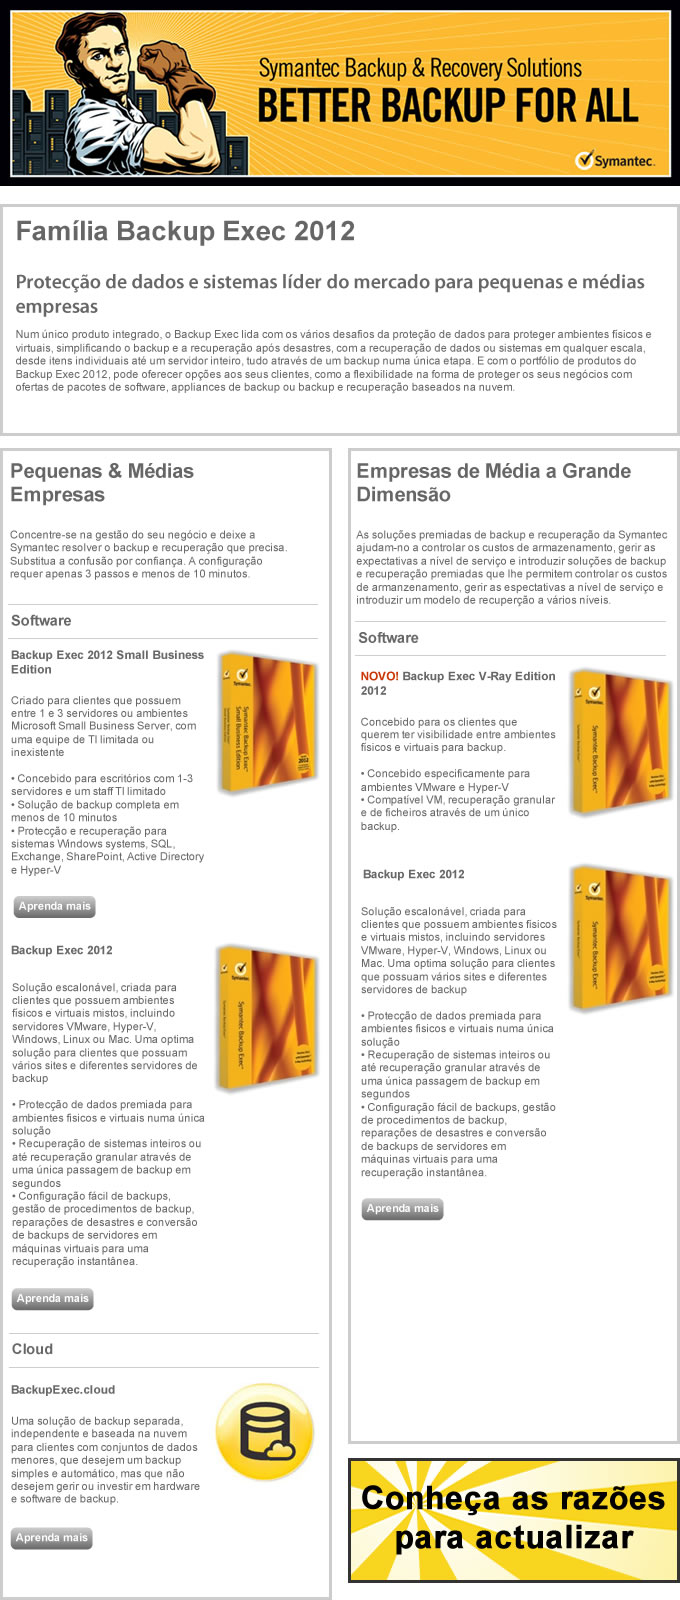 Symantec Backup & Recovery Solutions
BETTER BACKUP FOR ALL
Symantec.
Família Backup Exec 2012
Protecção de dados e sistemas líder do mercado para pequenas e médias
empresas
Num único produto integrado, o Backup Exec lida com os vários desafios da proteção de dados para proteger ambientes físicos e
virtuais, simplificando o backup e a recuperação após desastres, com a recuperação de dados ou sistemas em qualquer escala,
desde itens individuais até um servidor inteiro, tudo através de um backup numa única etapa. E com o portfólio de produtos do
Backup Exec 2012, pode oferecer opções aos seus clientes, como a flexibilidade na forma de proteger os seus negócios com
ofertas de pacotes de software, appliances de backup ou backup e recuperação baseados na nuvem.
Pequenas & Médias
Empresas
Concentre-se na gestão do seu negócio e deixe a
Symantec resolver o backup e recuperação que precisa.
Substitua a confusão por confiança. A configuração
requer apenas 3 passos e menos de 10 minutos.
Software
Backup Exec 2012 Small Business
Edition
Criado para clientes que possuem
entre 1 e 3 servidores ou ambientes
Microsoft Small Business Server, com
uma equipe de TI limitada ou
inexistente
• Concebido para escritórios com 1-3
servidores e um staff TI limitado
• Solução de backup completa em
menos de 10 minutos
• Protecção e recuperação para
sistemas Windows systems, SQL,
Exchange, SharePoint, Active Directory
e Hyper-V
Symantec
Symantec Backup Exec
Small Business Edition
2012
Aprenda mais
Backup Exec 2012
Solução escalonável, criada para
clientes que possuem ambientes
físicos e virtuais mistos, incluindo
servidores VMware, Hyper-V,
Windows, Linux ou Mac. Uma optima
solução para clientes que possuam
vários sites e diferentes servidores de
backup
• Protecção de dados premiada para
ambientes fisicos e virtuais numa única
solução
• Recuperação de sistemas inteiros ou
até recuperação granular através de
uma única passagem de backup em
segundos
• Configuração fácil de backups,
gestão de procedimentos de backup,
reparações de desastres e conversão
de backups de servidores em
máquinas virtuais para uma
recuperação instantânea.
Symantec
Symantec Backup Exec
Aprenda mais
Cloud
BackupExec.cloud
Uma solução de backup separada,
independente e baseada na nuvem
para clientes com conjuntos de dados
menores, que desejem um backup
simples e automático, mas que não
desejem gerir ou investir em hardware
e software de backup.
Aprenda mais
Empresas de Média a Grande
Dimensão
As soluções premiadas de backup e recuperação da Symantec
ajudam-no a controlar os custos de armazenamento, gerir as
expectativas a nível de serviço e introduzir soluções de backup
e recuperação premiadas que lhe permitem controlar os custos
de armanzenamento, gerir as espectativas a nível de serviço e
introduzir um modelo de recuperção a vários níveis.
Software
NOVO! Backup Exec V-Ray Edition
2012
Concebido para os clientes que
querem ter visibilidade entre ambientes
físicos e virtuais para backup.
• Concebido especificamente para
ambientes VMware e Hyper-V
• Compatível VM, recuperação granular
e de ficheiros através de um único
backup.
Symantec
Symantec Backup Exec
Backup Exec 2012
Solução escalonável, criada para
clientes que possuem ambientes físicos
e virtuais mistos, incluindo servidores
VMware, Hyper-V, Windows, Linux ou
Mac. Uma optima solução para clientes
que possuam vários sites e diferentes
servidores de backup
• Protecção de dados premiada para
ambientes fisicos e virtuais numa única
solução
• Recuperação de sistemas inteiros ou
até recuperação granular através de
uma única passagem de backup em
segundos
• Configuração fácil de backups, gestão
de procedimentos de backup,
reparações de desastres e conversão
de backups de servidores em
máquinas virtuais para uma
recuperação instantânea.
Symantec
Symantec Backup Exec
Aprenda mais
Conheça as razões
para actualizar